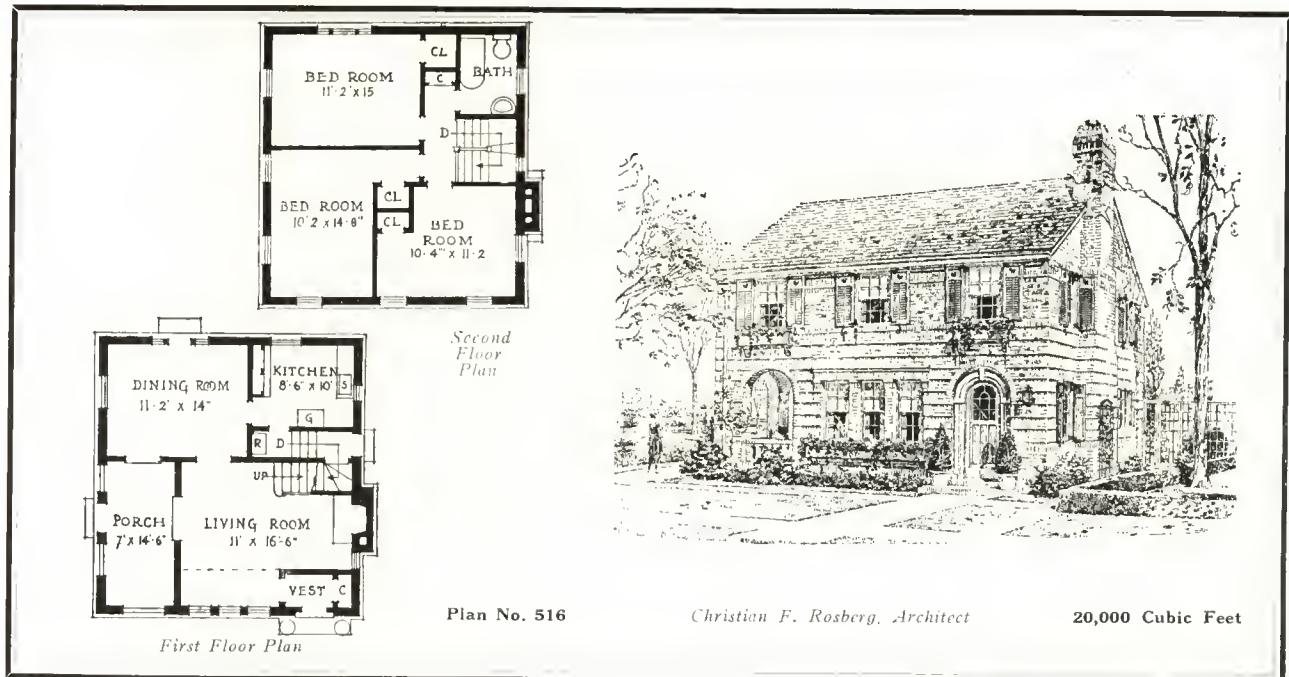 CL
BED ROOM
11'-2" x 15
C
BATH
D
BED ROOM
10'2 x 14-8"
CL
CL
BED
ROOM
10-4" x 11-2
Second
Floor
Plan
DINING ROOM
11-2' x 14"
KITCHEN
8'-6" x 10'
S
G
R
D
UP
PORCH
7' x 14'-6"
LIVING ROOM
11' x 16'-6"
VEST
C
First Floor Plan
Plan No. 516
Christian F. Rosberg, Architect
20,000 Cubic Feet